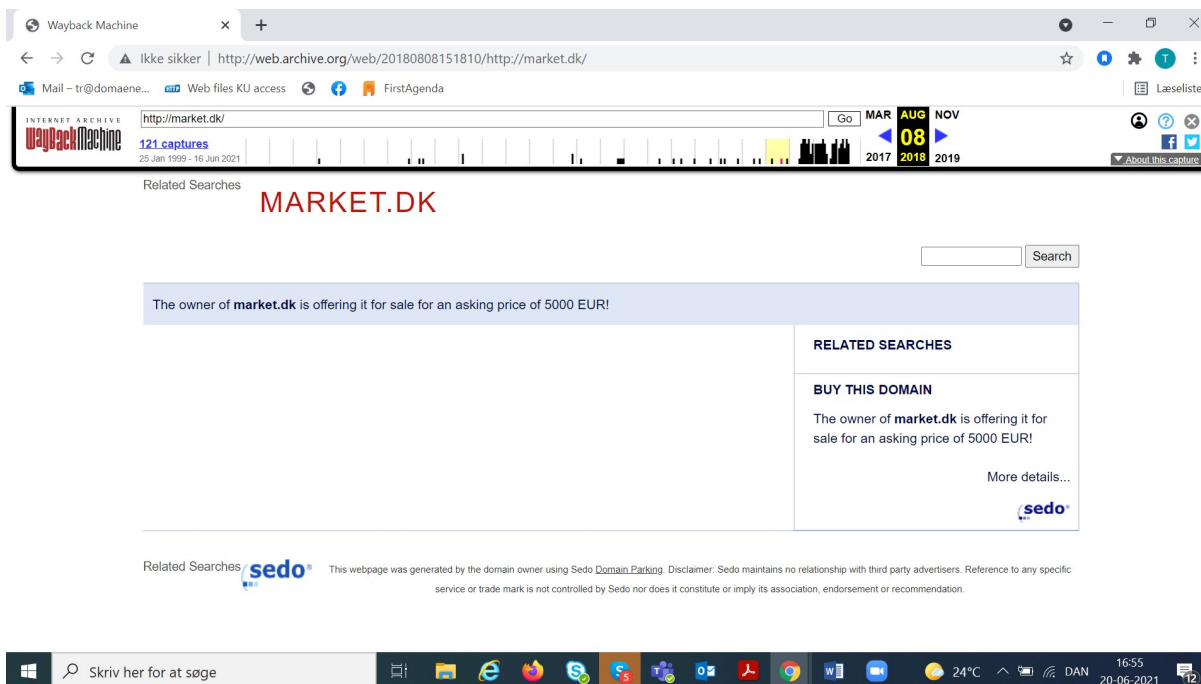 Wayback Machine
Ikke sikker | http://web.archive.org/web/20180808151810/http://market.dk/
Mail – tr@domaene... Web files KU access FirstAgenda Læseliste
INTERNET ARCHIVE
WayBackMachine
http://market.dk/ Go MAR AUG NOV
121 captures 08
25 Jan 1999 - 16 Jun 2021 2017 2018 2019
About this capture
Related Searches
MARKET.DK
Search
The owner of market.dk is offering it for sale for an asking price of 5000 EUR!
RELATED SEARCHES
BUY THIS DOMAIN
The owner of market.dk is offering it for
sale for an asking price of 5000 EUR!
More details...
sedo
Related Searches sedo This webpage was generated by the domain owner using Sedo Domain Parking. Disclaimer: Sedo maintains no relationship with third party advertisers. Reference to any specific
service or trade mark is not controlled by Sedo nor does it constitute or imply its association, endorsement or recommendation.
Skriv her for at søge 24°C DAN 16:55
20-06-2021 12